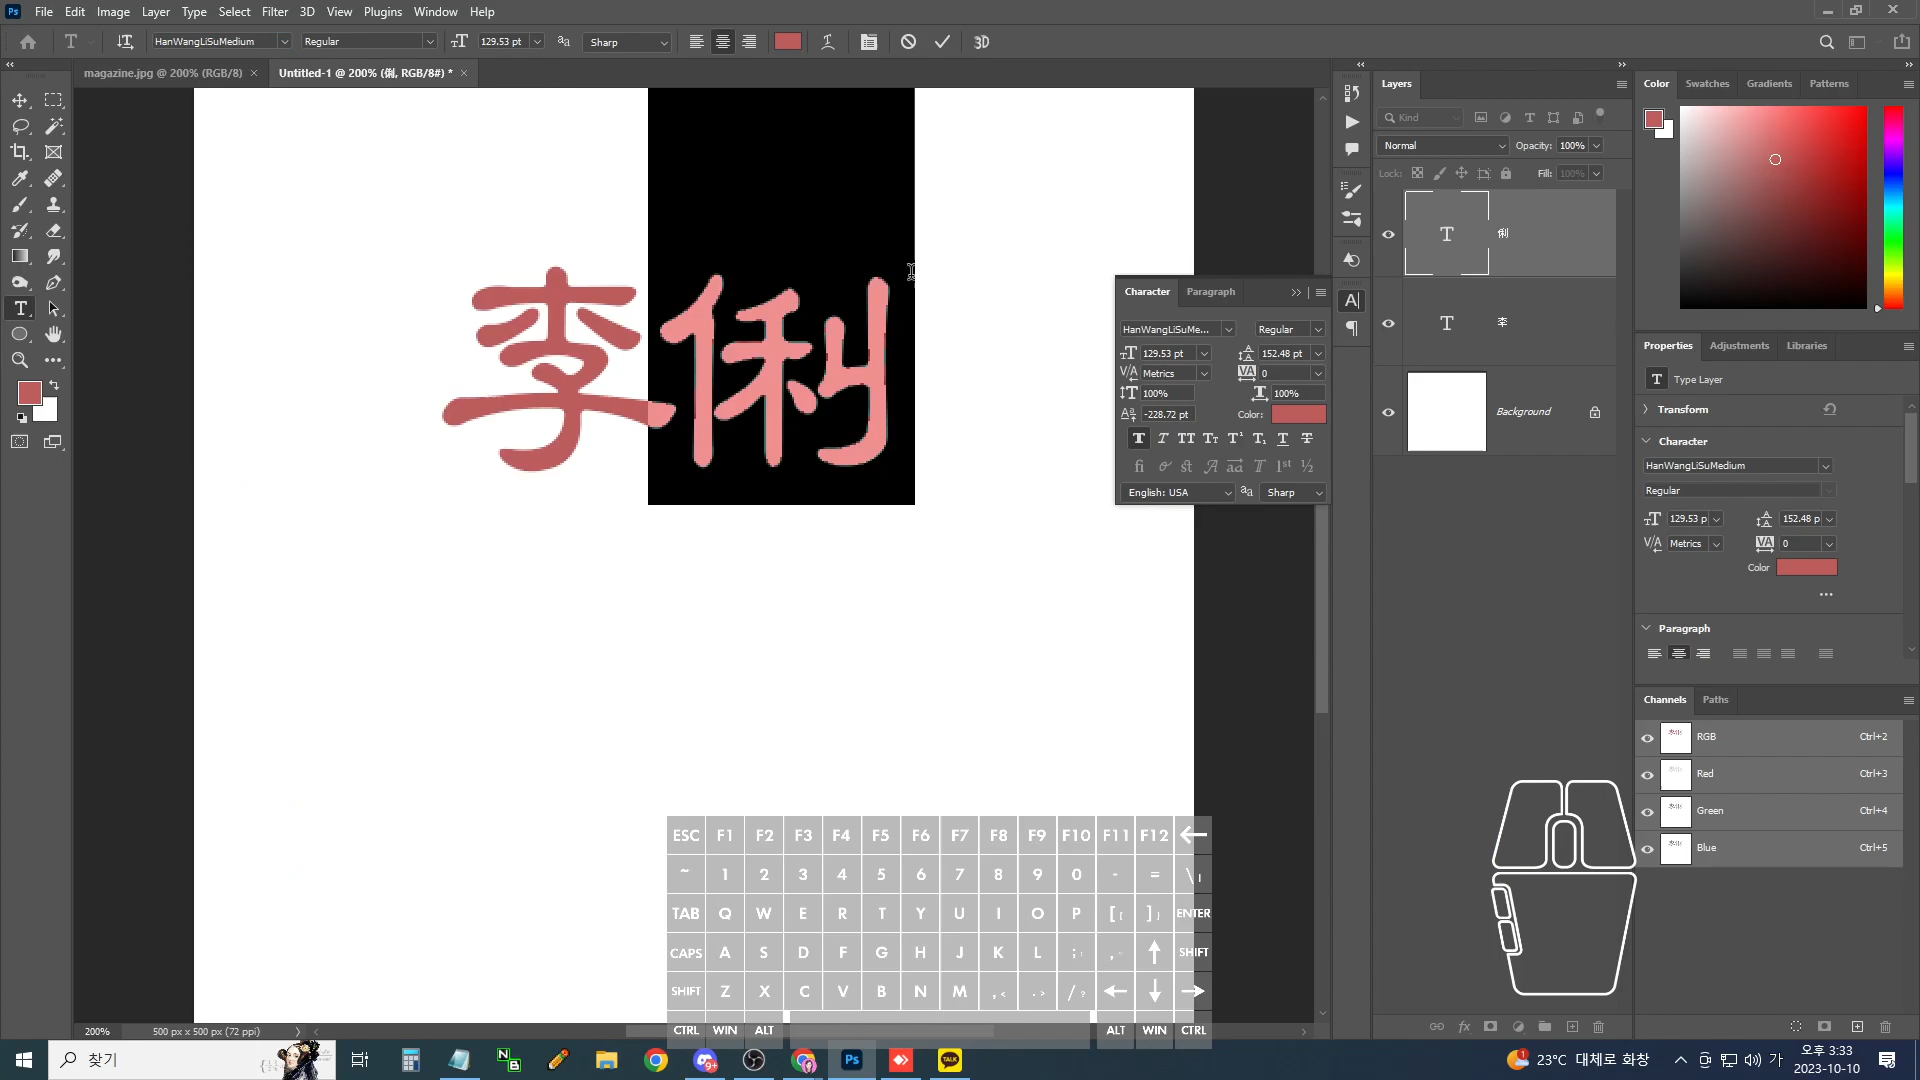 Ps File Edit Image Layer Type Select Filter 3D View Plugins Window Help
HanWangLiSuMedium Regular 129.53 pt Sharp 3D
magazine.jpg @ 200% (RGB/8) × Untitled-1 @ 200% (俐, RGB/8#) * ×
李俐
Character Paragraph
HanWangLiSuMe... Regular
129.53 pt 152.48 pt
Metrics 0
100% 100%
-228.72 pt Color:
English: USA Sharp
Layers
Kind
Normal Opacity: 100%
Lock: Fill: 100%
T 俐
T 李
Background
Color Swatches Gradients Patterns
Properties Adjustments Libraries
T Type Layer
Transform
Character
HanWangLiSuMedium
Regular
129.53 p 152.48 p
Metrics 0
Color
Paragraph
Channels Paths
RGB Ctrl+2
Red Ctrl+3
Green Ctrl+4
Blue Ctrl+5
ESC F1 F2 F3 F4 F5 F6 F7 F8 F9 F10 F11 F12 ←
~ 1 2 3 4 5 6 7 8 9 0 - = \
TAB Q W E R T Y U I O P [ ] ENTER
CAPS A S D F G H J K L ; ↑ SHIFT
SHIFT Z X C V B N M , < . > / ? ← ↓ →
CTRL WIN ALT ALT WIN CTRL
200% 500 px x 500 px (72 ppi)
찾기
23°C 대체로 화창 가 오후 3:33
2023-10-10